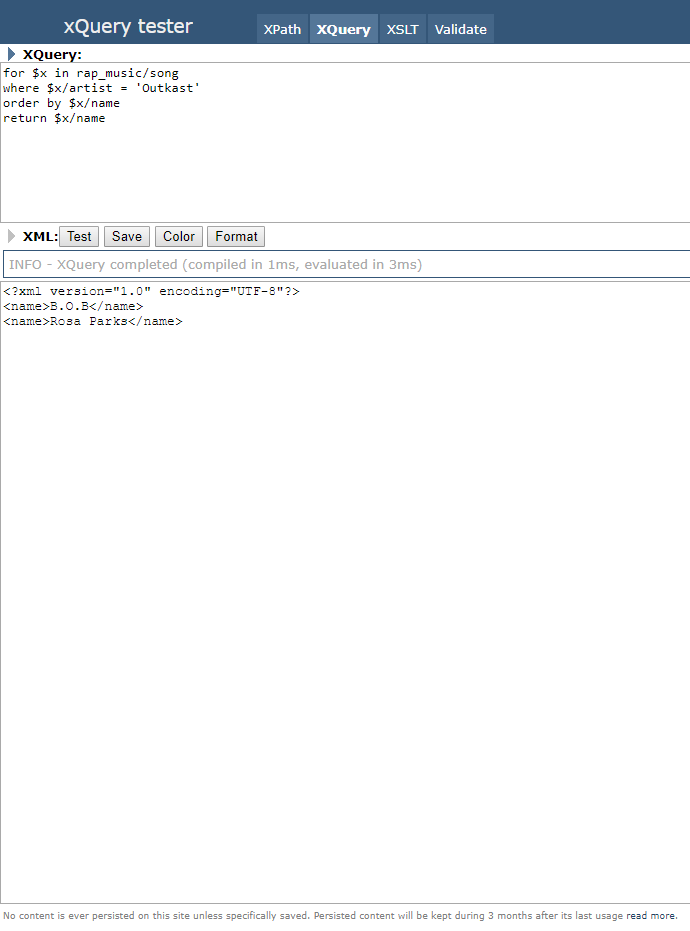 xQuery tester
XPath XQuery XSLT Validate
XQuery:
for $x in rap_music/song
where $x/artist = 'Outkast'
order by $x/name
return $x/name
XML: Test Save Color Format
INFO - XQuery completed (compiled in 1ms, evaluated in 3ms)
<?xml version="1.0" encoding="UTF-8"?>
<name>B.O.B</name>
<name>Rosa Parks</name>
No content is ever persisted on this site unless specifically saved. Persisted content will be kept during 3 months after its last usage read more.